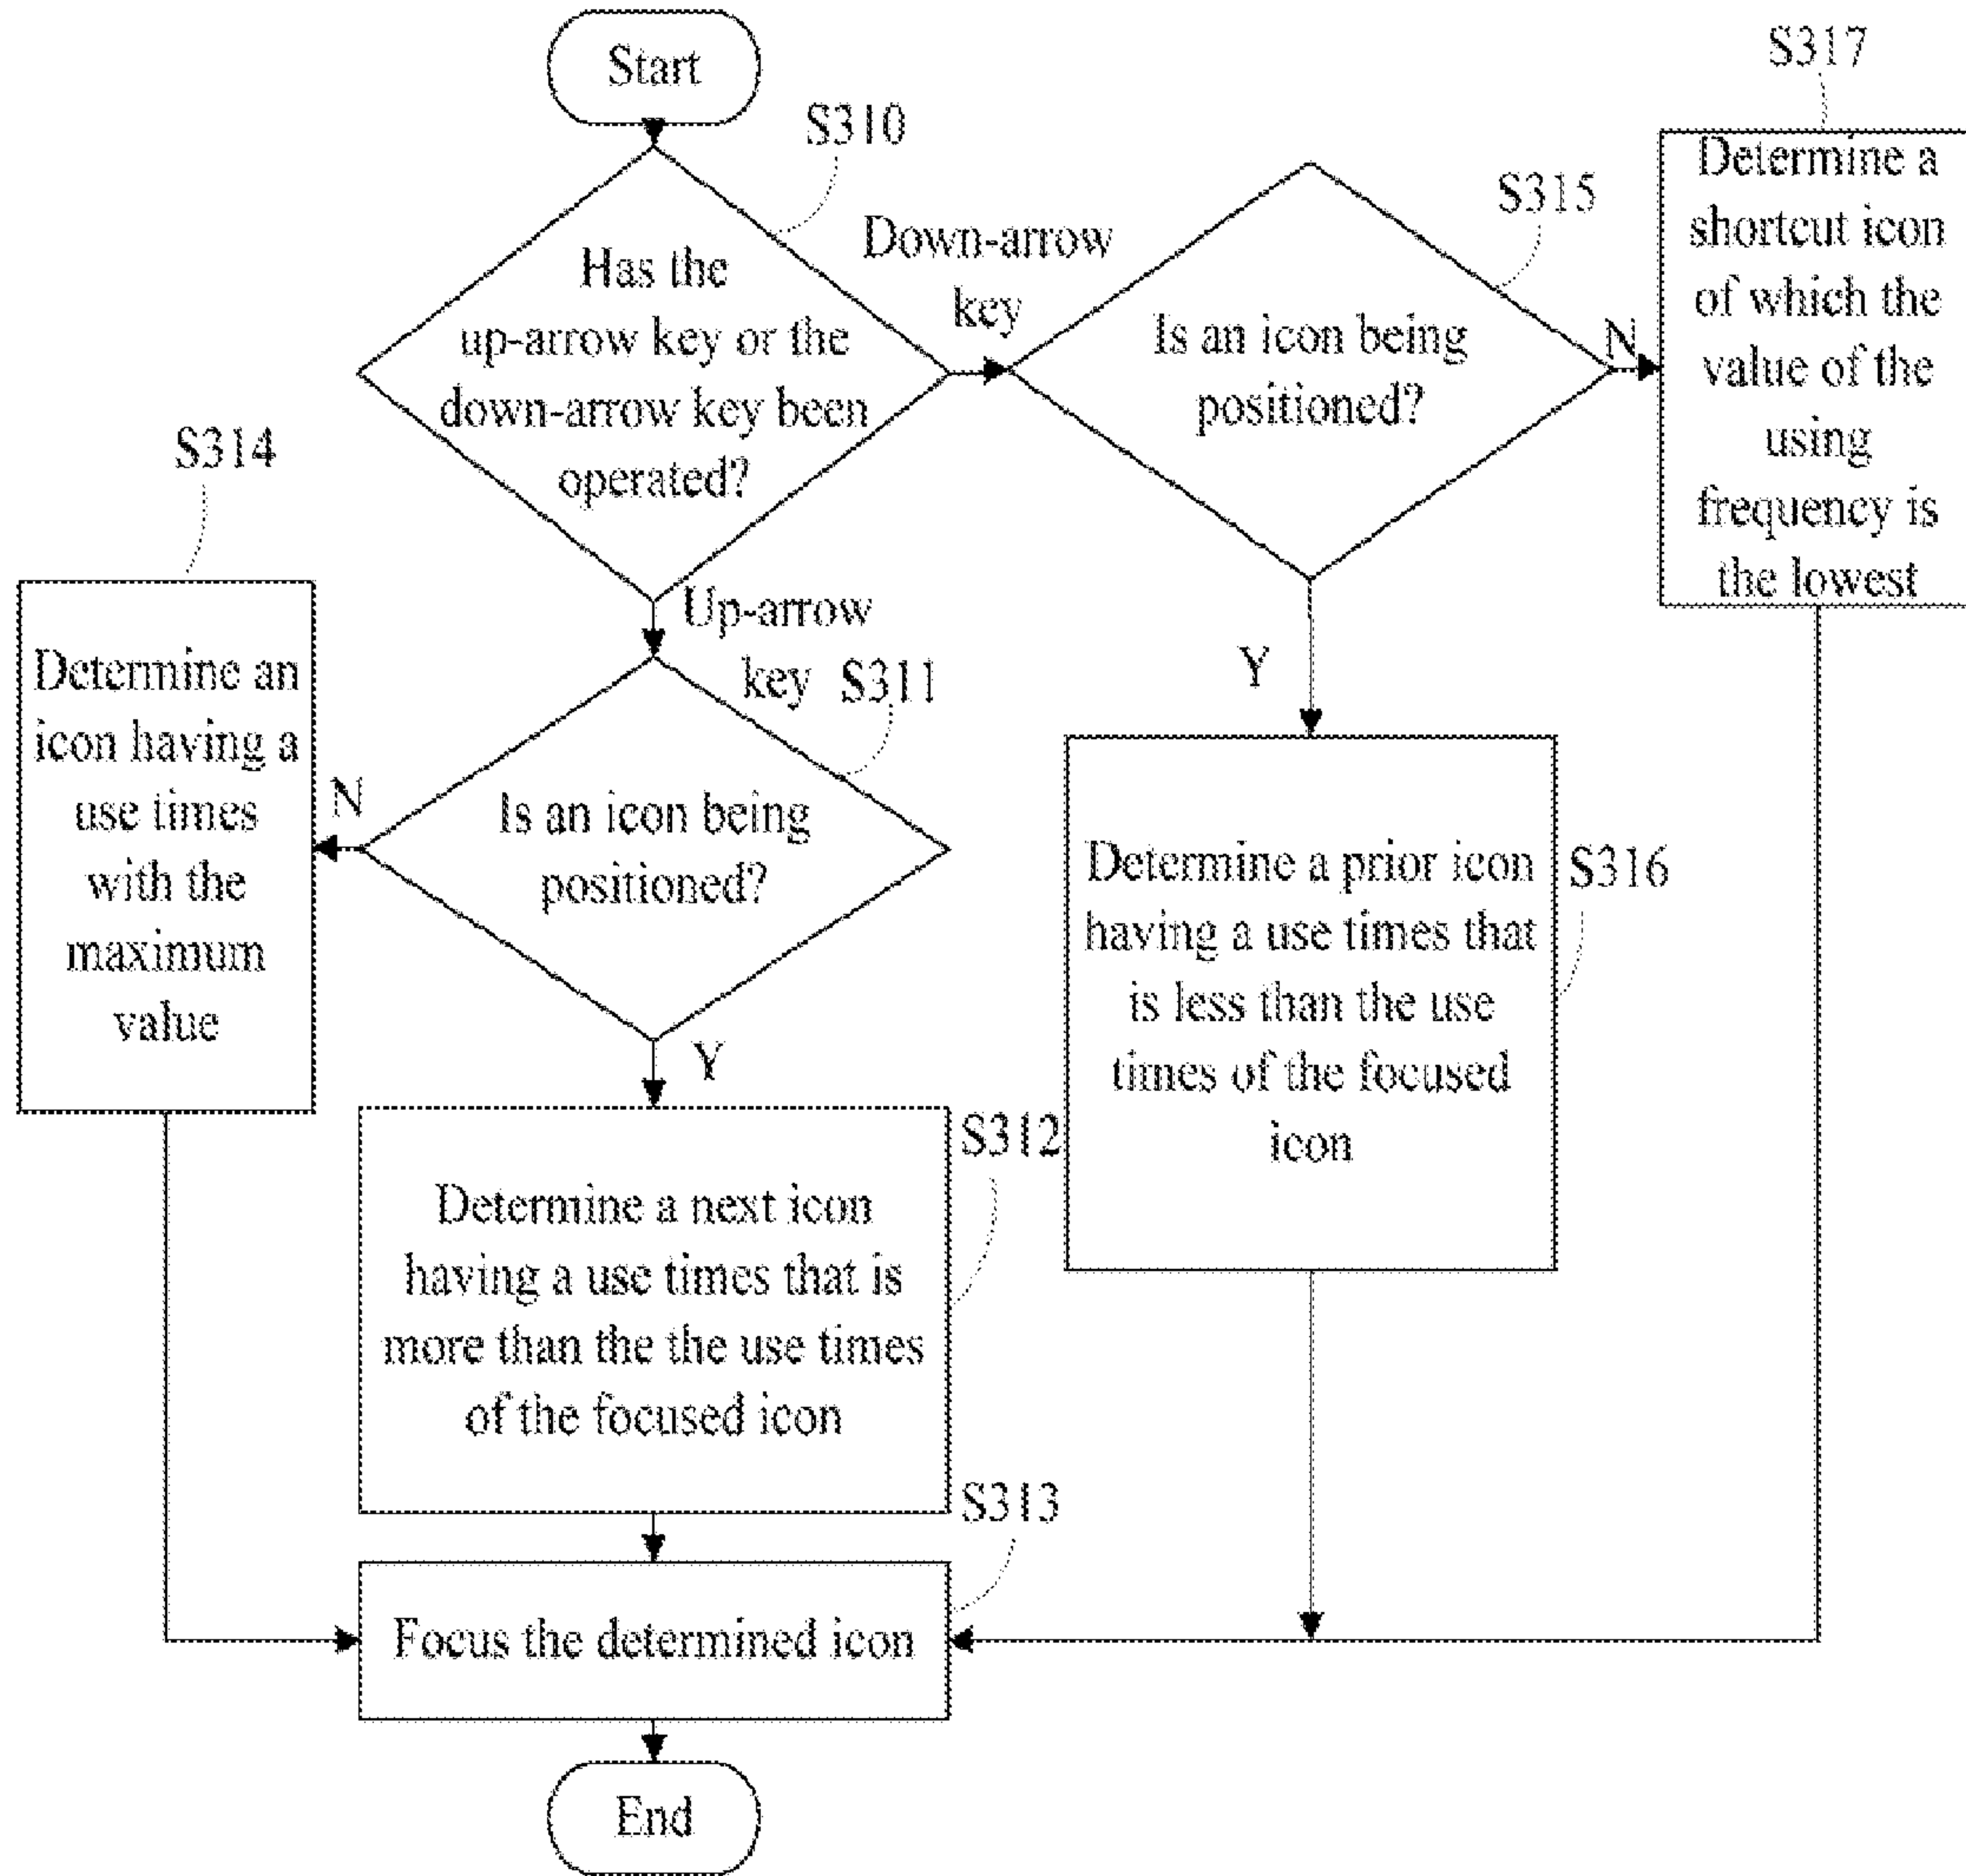 Start
S310
Has the
up-arrow key or the
down-arrow key been
operated?
Down-arrow
key
S315
Is an icon being
positioned?
N
S317
Determine a
shortcut icon
of which the
value of the
using
frequency is
the lowest
Up-arrow
key
S311
Is an icon being
positioned?
N
S314
Determine an
icon having a
use times
with the
maximum
value
Y
S316
Determine a prior icon
having a use times that
is less than the use
times of the focused
icon
Y
S312
Determine a next icon
having a use times that is
more than the the use times
of the focused icon
S313
Focus the determined icon
End